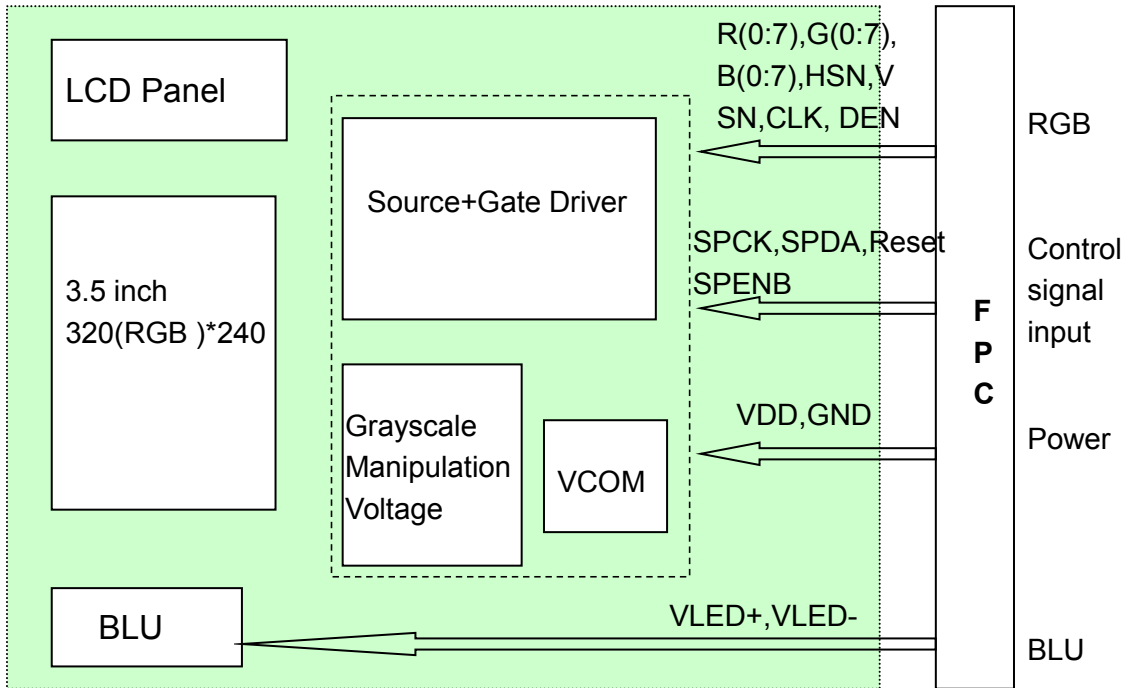 LCD Panel
3.5 inch
320(RGB )*240
BLU
Source+Gate Driver
Grayscale
Manipulation
Voltage
VCOM
R(0:7),G(0:7),
B(0:7),HSN,V
SN,CLK, DEN
SPCK,SPDA,Reset
SPENB
VDD,GND
VLED+,VLED-
F
P
C
RGB
Control
signal
input
Power
BLU